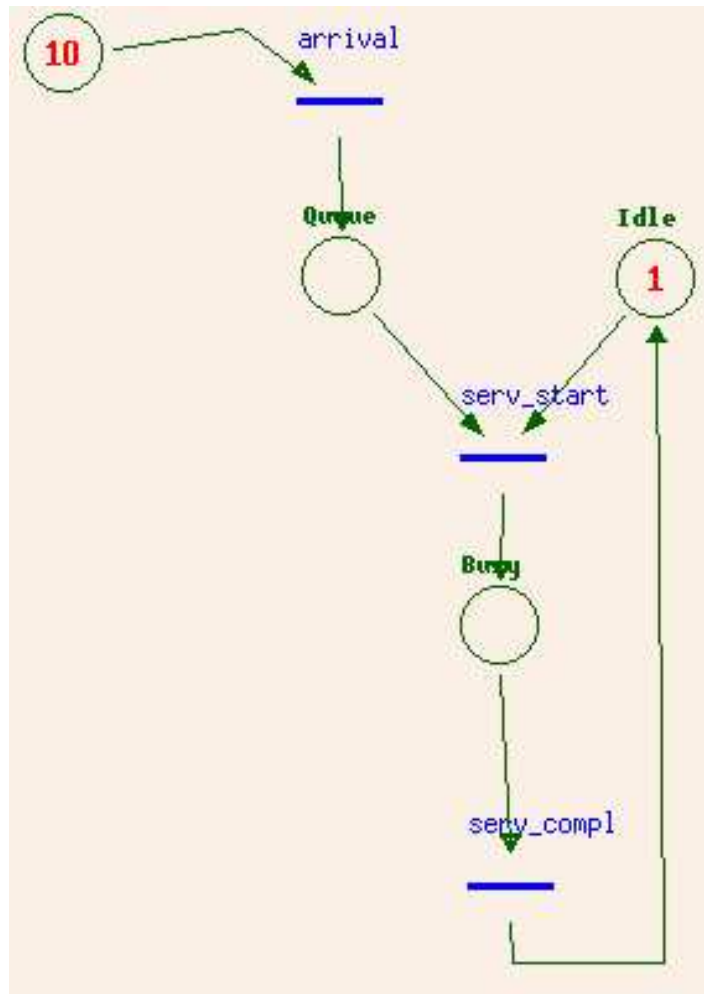 10
arrival
Queue
Idle
1
serv_start
Busy
serv_compl